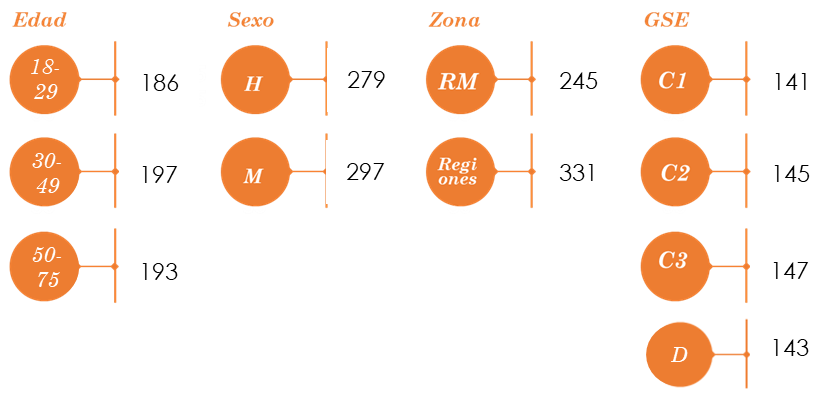 Edad
18-
29
186
30-
49
197
50-
75
193
Sexo
H
279
M
297
Zona
RM
245
Regi
ones
331
GSE
C1
141
C2
145
C3
147
D
143